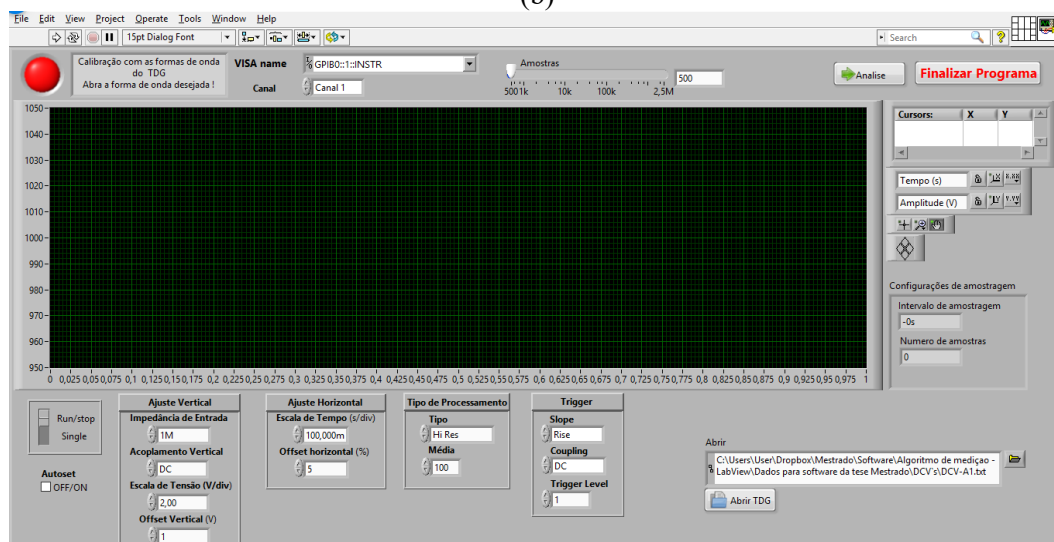 (b)
File Edit View Project Operate Tools Window Help
15pt Dialog Font
Search
Calibração com as formas de onda
do TDG
Abra a forma de onda desejada !
VISA name
GPIB0::1::INSTR
Canal
Canal 1
Amostras
5001k 10k 100k 2,5M
500
Analise
Finalizar Programa
1050
1040
1030
1020
1010
1000
990
980
970
960
950
0 0,025 0,05 0,075 0,1 0,125 0,15 0,175 0,2 0,225 0,25 0,275 0,3 0,325 0,35 0,375 0,4 0,425 0,45 0,475 0,5 0,525 0,55 0,575 0,6 0,625 0,65 0,675 0,7 0,725 0,75 0,775 0,8 0,825 0,85 0,875 0,9 0,925 0,95 0,975 1
Cursors: X Y
Tempo (s)
Amplitude (V)
Configurações de amostragem
Intervalo de amostragem
-0s
Numero de amostras
0
Run/stop
Single
Autoset
OFF/ON
Ajuste Vertical
Impedância de Entrada
1M
Acoplamento Vertical
DC
Escala de Tensão (V/div)
2,00
Offset Vertical (V)
1
Ajuste Horizontal
Escala de Tempo (s/div)
100,000m
Offset horizontal (%)
5
Tipo de Processamento
Tipo
Hi Res
Média
100
Trigger
Slope
Rise
Coupling
DC
Trigger Level
1
Abrir
C:\Users\User\Dropbox\Mestrado\Software\Algoritmo de mediçao -
LabView\Dados para software da tese Mestrado\DCV's\DCV-A1.txt
Abrir TDG